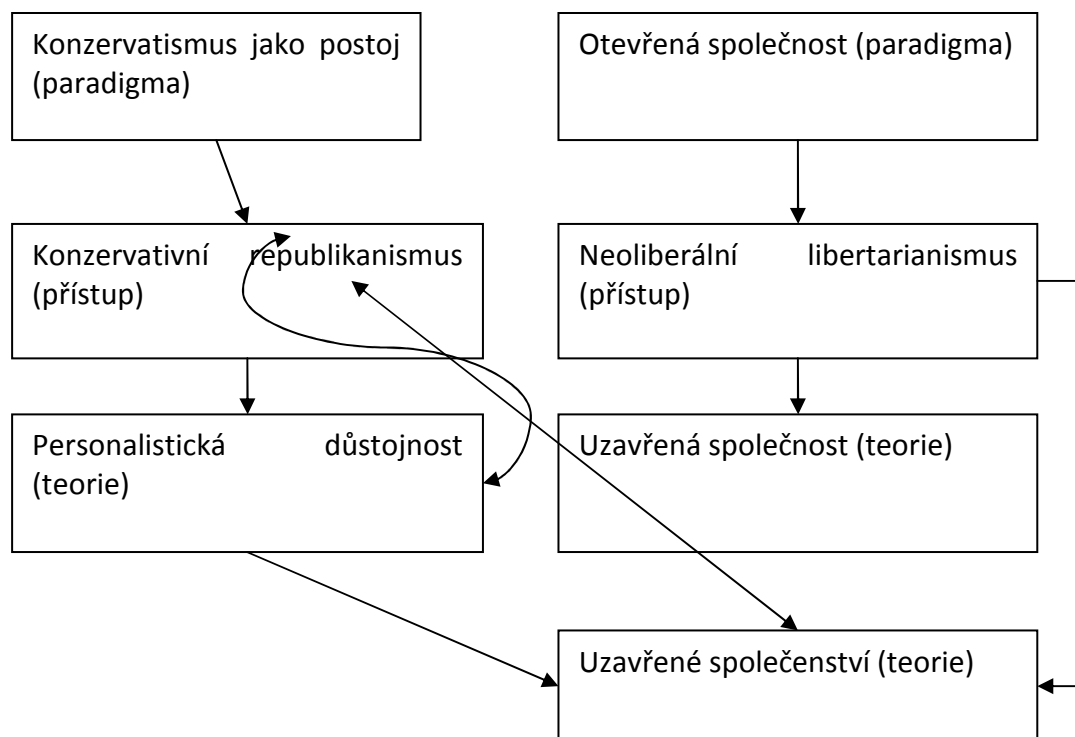 Konzervatismus jako postoj
(paradigma)
Otevřená společnost (paradigma)
Konzervativní republikanismus
(přístup)
Neoliberální libertarianismus
(přístup)
Personalistická důstojnost
(teorie)
Uzavřená společnost (teorie)
Uzavřené společenství (teorie)